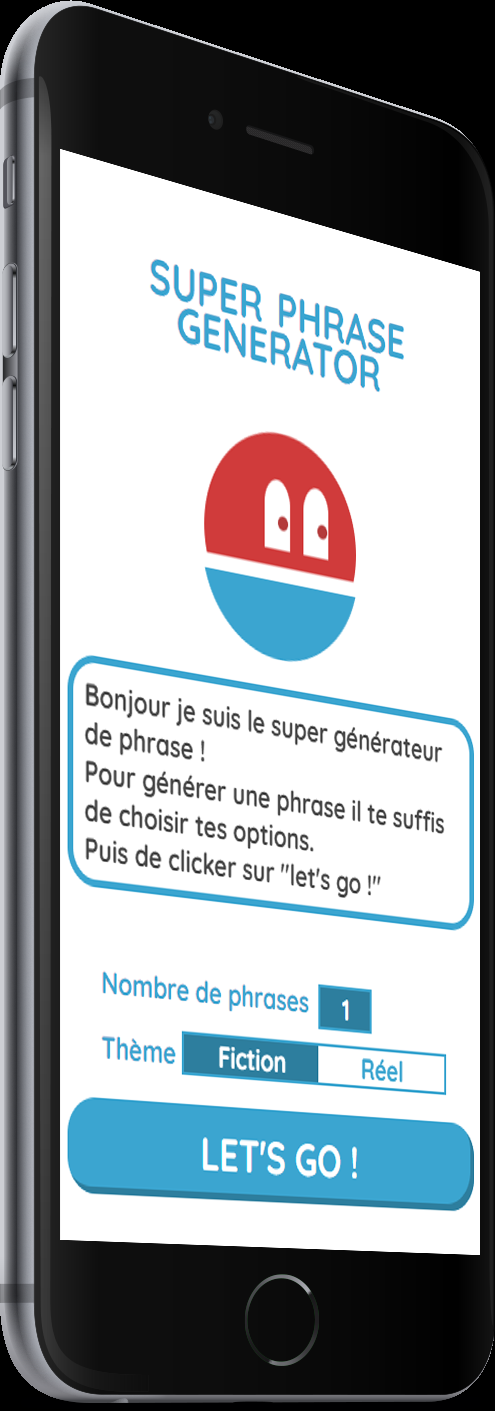 SUPER PHRASE
GENERATOR
Bonjour je suis le super générateur
de phrase !
Pour générer une phrase il te suffis
de choisir tes options.
Puis de clicker sur "let's go !"
Nombre de phrases 1
Thème Fiction Réel
LET'S GO !